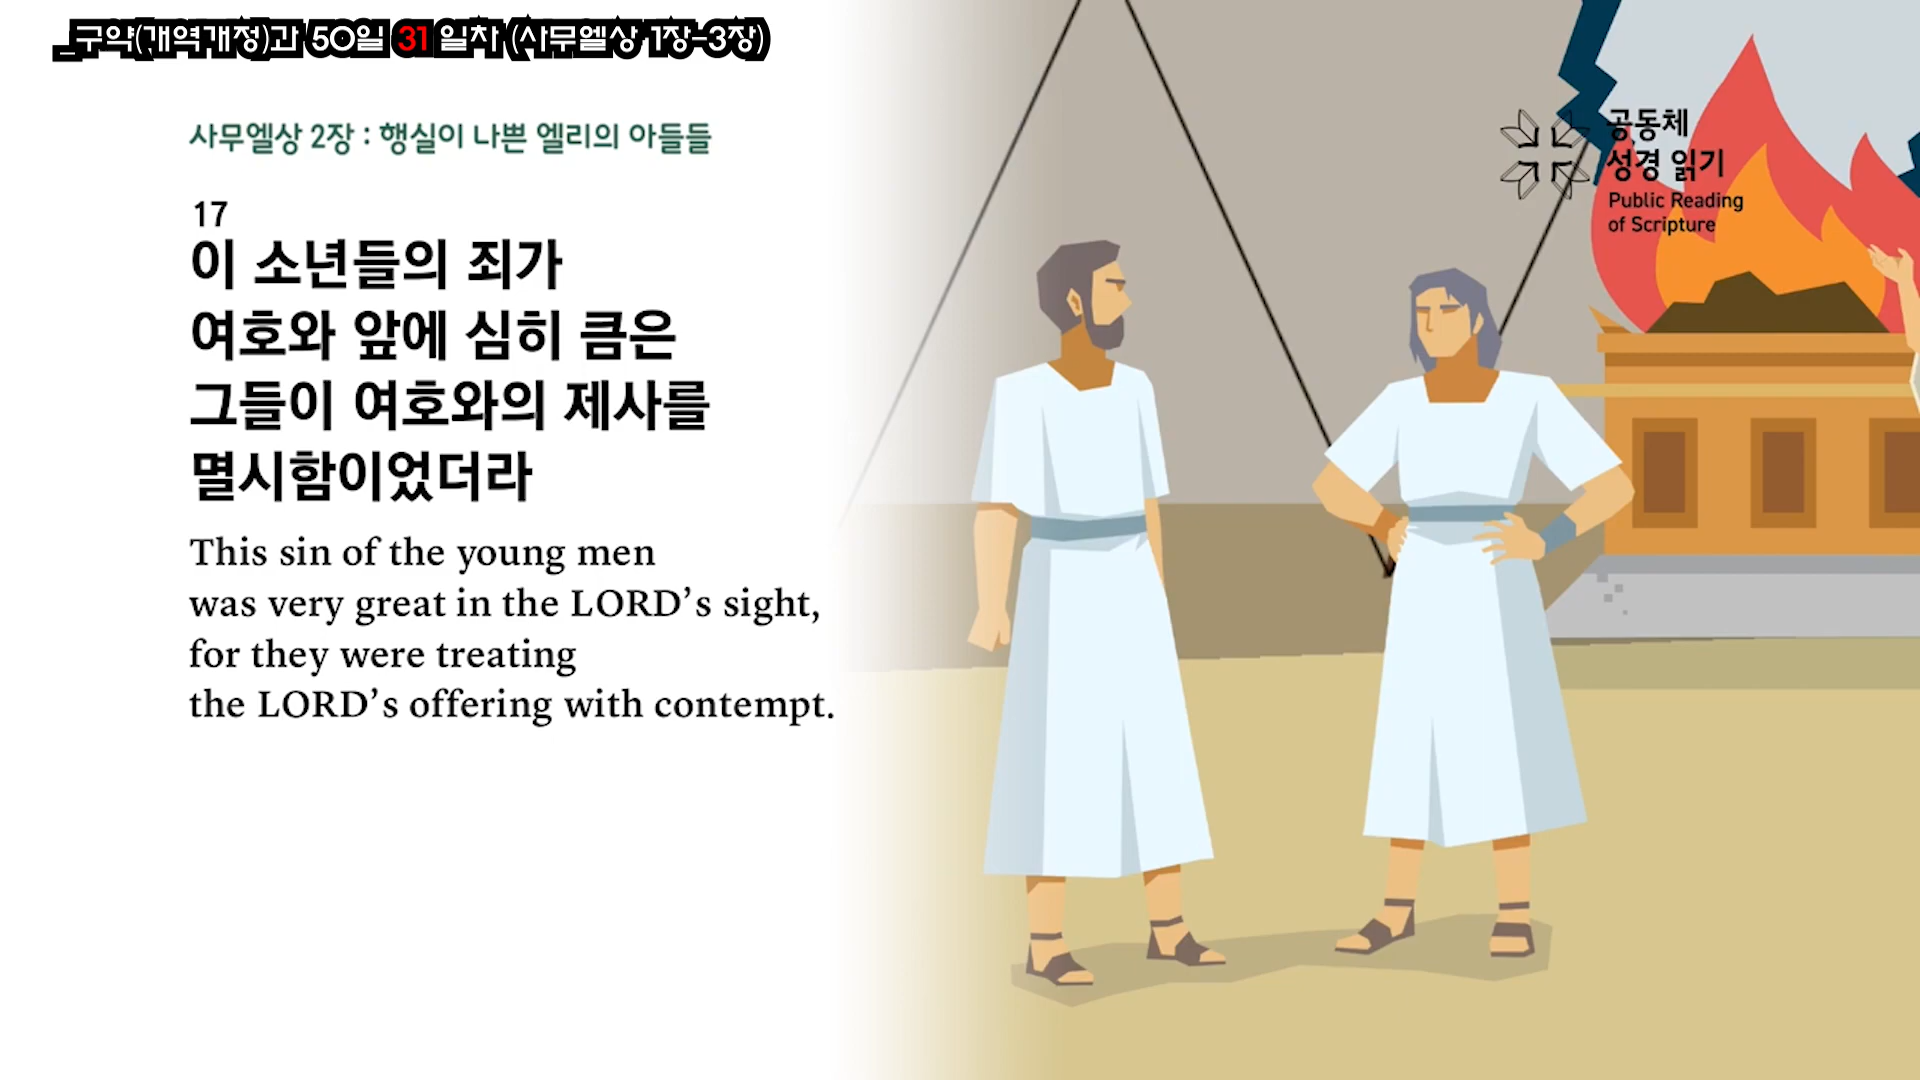 _구약(개역개정)과 50일 31 일차 (사무엘상 1장-3장)
사무엘상 2장 : 행실이 나쁜 엘리의 아들들
17
이 소년들의 죄가
여호와 앞에 심히 큼은
그들이 여호와의 제사를
멸시함이었더라
This sin of the young men
was very great in the LORD’s sight,
for they were treating
the LORD’s offering with contempt.
공동체
성경 읽기
Public Reading
of Scripture